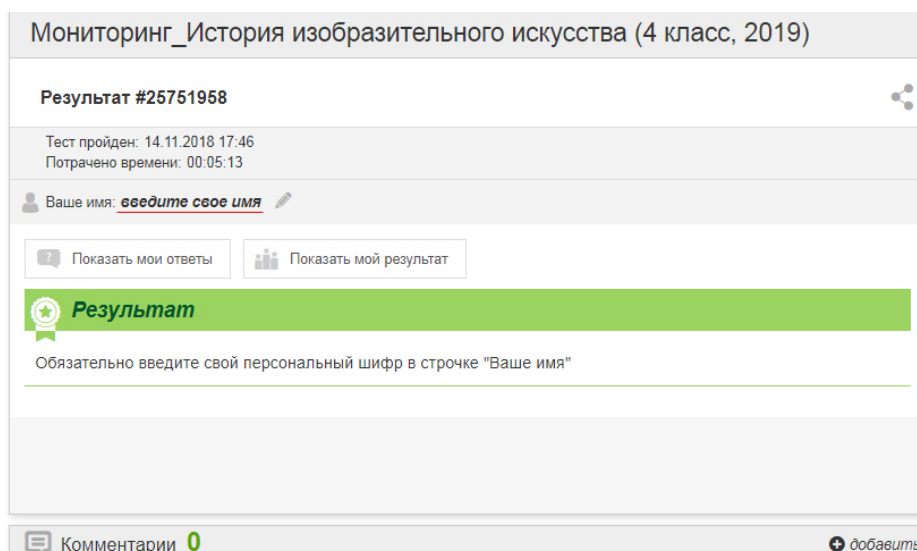 Мониторинг_История изобразительного искусства (4 класс, 2019)
Результат #25751958
Тест пройден: 14.11.2018 17:46
Потрачено времени: 00:05:13
Ваше имя: введите свое имя
? Показать мои ответы Показать мой результат
Результат
Обязательно введите свой персональный шифр в строчке "Ваше имя"
Комментарии 0 добавить